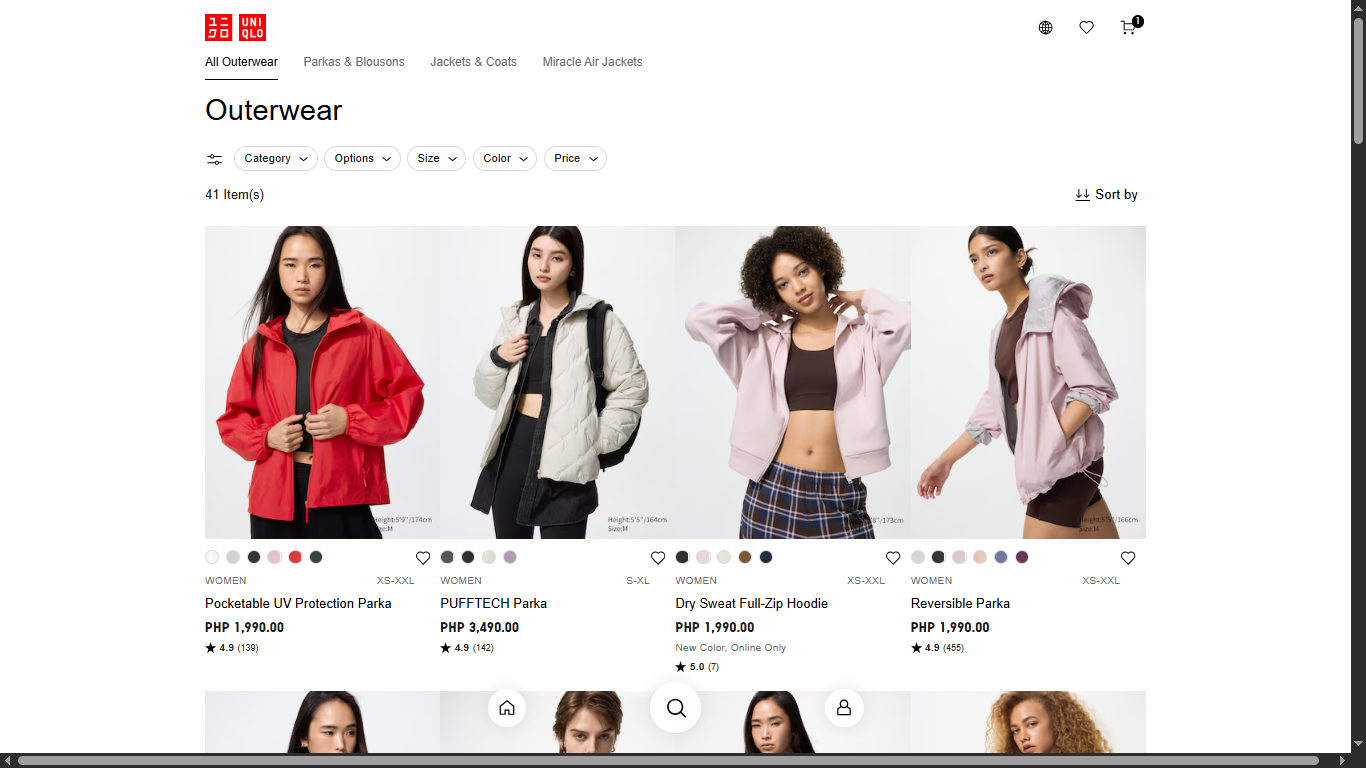 ユニ UNI
クロ QLO
1
All Outerwear Parkas & Blousons Jackets & Coats Miracle Air Jackets
Outerwear
Category Options Size Color Price
41 Item(s) Sort by
Height:5'9"/174cm
Size:M
Height:5'5"/164cm
Size:M
8"/173cm
Height:5'5"/166cm
Size:M
WOMEN XS-XXL WOMEN S-XL WOMEN XS-XXL WOMEN XS-XXL
Pocketable UV Protection Parka PUFFTECH Parka Dry Sweat Full-Zip Hoodie Reversible Parka
PHP 1,990.00 PHP 3,490.00 PHP 1,990.00 PHP 1,990.00
4.9 (139) 4.9 (142) New Color, Online Only 4.9 (455)
5.0 (7)